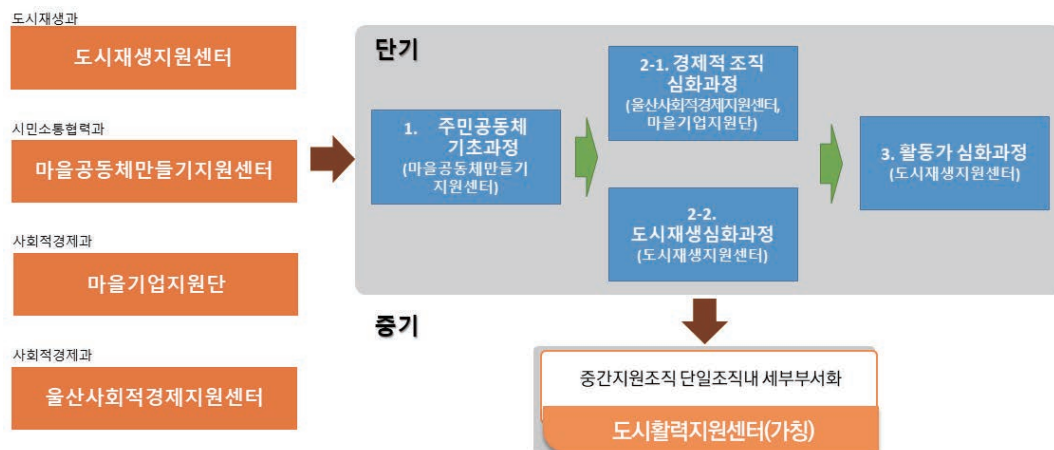 도시재생과
도시재생지원센터
시민소통협력과
마을공동체만들기지원센터
사회적경제과
마을기업지원단
사회적경제과
울산사회적경제지원센터
단기
1. 주민공동체
기초과정
(마을공동체만들기
지원센터)
2-1. 경제적 조직
심화과정
(울산사회적경제지원센터,
마을기업지원단)
2-2.
도시재생심화과정
(도시재생지원센터)
3. 활동가 심화과정
(도시재생지원센터)
중기
중간지원조직 단일조직내 세부부서화
도시활력지원센터(가칭)